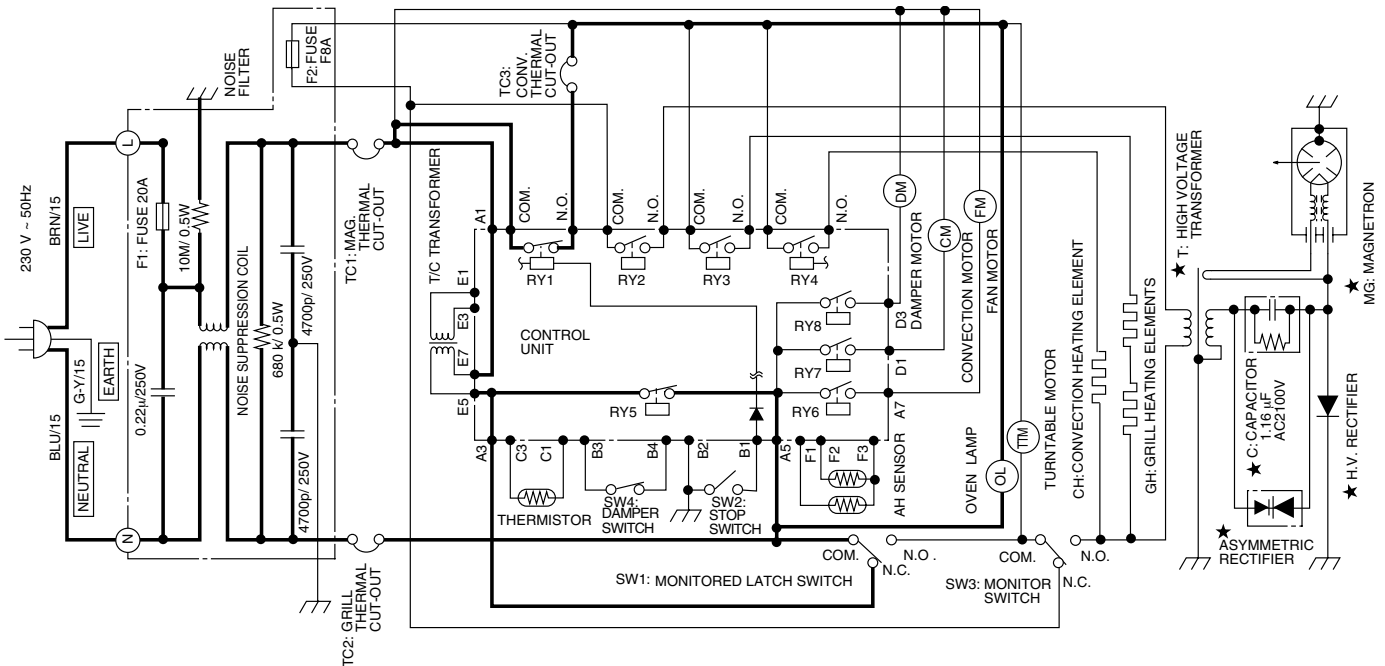 230 V ~ 50Hz
BRN/15
LIVE
BLU/15
NEUTRAL
G-Y/15
EARTH
L
N
F1: FUSE 20A
0.22µ/250V
10M/ 0.5W
NOISE
FILTER
NOISE SUPPRESSION COIL
680 k/ 0.5W
4700p/ 250V
4700p/ 250V
F2: FUSE
F8A
TC1: MAG.
THERMAL
CUT-OUT
TC2: GRILL
THERMAL
CUT-OUT
TC3: CONV.
THERMAL
CUT-OUT
T/C TRANSFORMER
A1
E1
E3
E7
E5
CONTROL
UNIT
COM.
N.O.
COM.
N.O.
COM.
N.O.
COM.
N.O.
RY1
RY2
RY3
RY4
RY5
RY6
RY7
RY8
A3
C3
C1
B3
B4
B2
B1
A5
F1
F2
F3
A7
D1
D3
THERMISTOR
SW4:
DAMPER
SWITCH
SW2:
STOP
SWITCH
AH SENSOR
OVEN LAMP
OL
TURNTABLE MOTOR
TTM
DAMPER MOTOR
DM
CONVECTION MOTOR
CM
FAN MOTOR
FM
COM.
N.O.
N.C.
SW1: MONITORED LATCH SWITCH
COM.
N.O.
N.C.
SW3: MONITOR
SWITCH
CH: CONVECTION HEATING ELEMENT
GH: GRILL HEATING ELEMENTS
★ T: HIGH VOLTAGE
TRANSFORMER
★ C: CAPACITOR
1.16 µF
AC2100V
★
ASYMMETRIC
RECTIFIER
★ H.V. RECTIFIER
★ MG: MAGNETRON